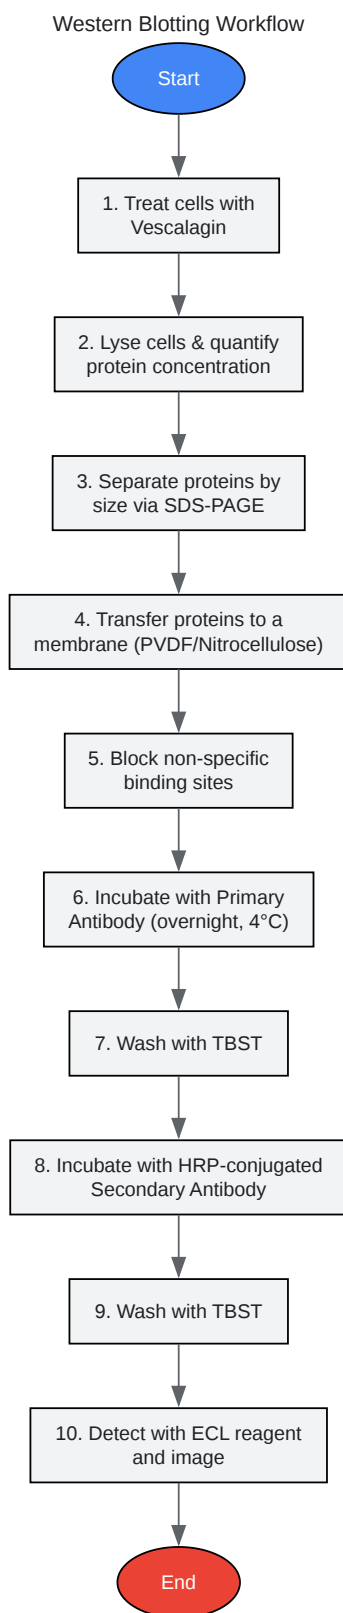 Western Blotting Workflow
Start
1. Treat cells with
Vescalagin
2. Lyse cells & quantify
protein concentration
3. Separate proteins by
size via SDS-PAGE
4. Transfer proteins to a
membrane (PVDF/Nitrocellulose)
5. Block non-specific
binding sites
6. Incubate with Primary
Antibody (overnight, 4°C)
7. Wash with TBST
8. Incubate with HRP-conjugated
Secondary Antibody
9. Wash with TBST
10. Detect with ECL reagent
and image
End